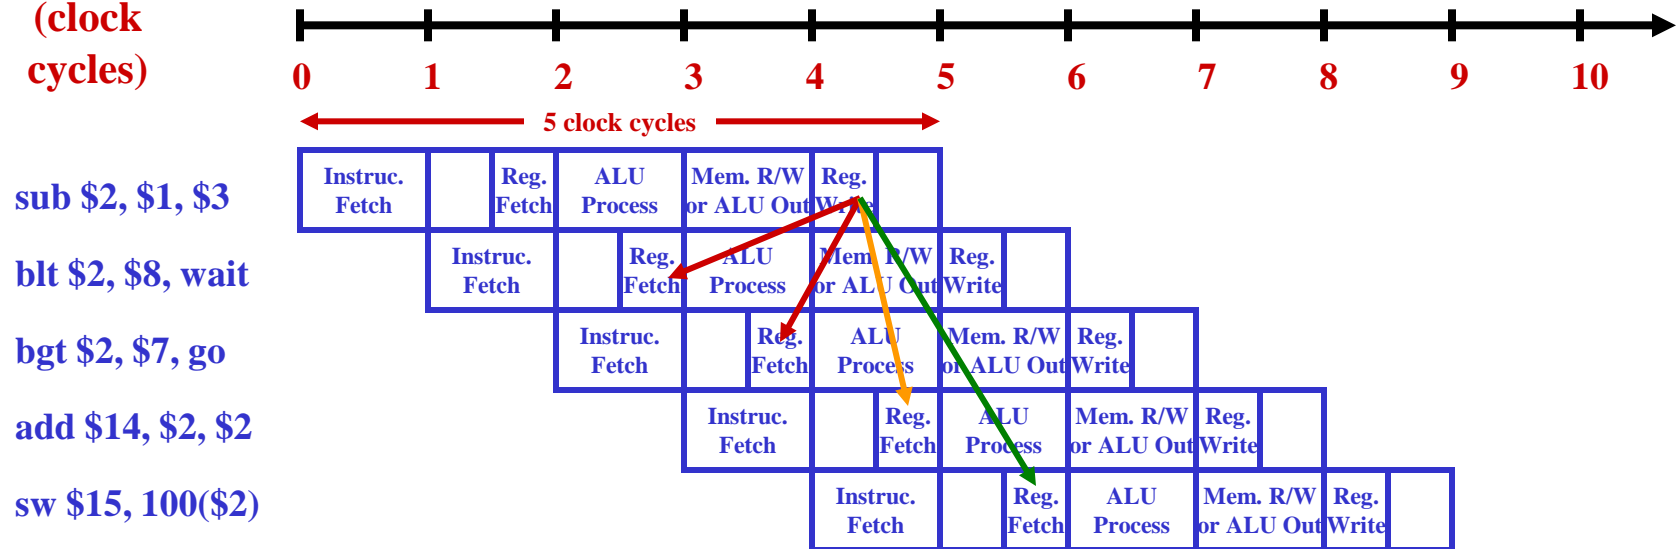 (clock
cycles)
0 1 2 3 4 5 6 7 8 9 10
5 clock cycles
sub $2, $1, $3
Instruc.
Fetch
Reg.
Fetch
ALU
Process
Mem. R/W
or ALU Out
Reg.
Write
blt $2, $8, wait
Instruc.
Fetch
Reg.
Fetch
ALU
Process
Mem. R/W
or ALU Out
Reg.
Write
bgt $2, $7, go
Instruc.
Fetch
Reg.
Fetch
ALU
Process
Mem. R/W
or ALU Out
Reg.
Write
add $14, $2, $2
Instruc.
Fetch
Reg.
Fetch
ALU
Process
Mem. R/W
or ALU Out
Reg.
Write
sw $15, 100($2)
Instruc.
Fetch
Reg.
Fetch
ALU
Process
Mem. R/W
or ALU Out
Reg.
Write